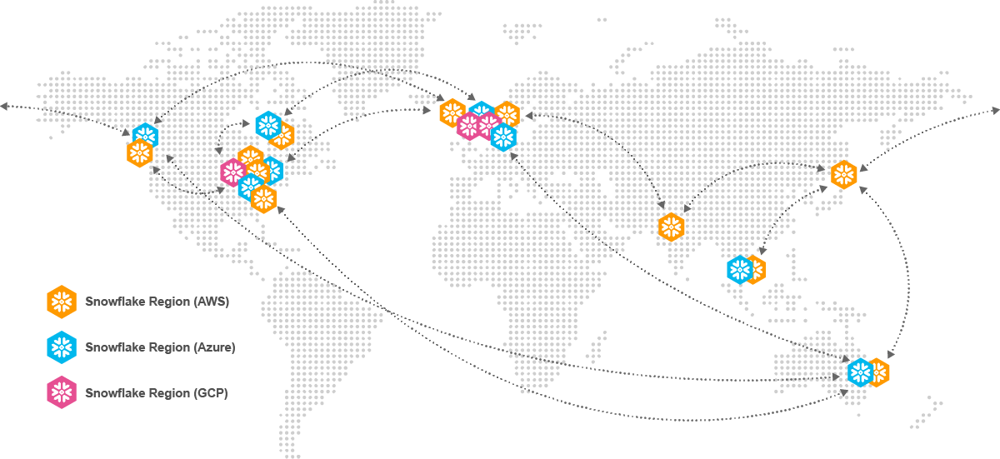 Snowflake Region (AWS)
Snowflake Region (Azure)
Snowflake Region (GCP)